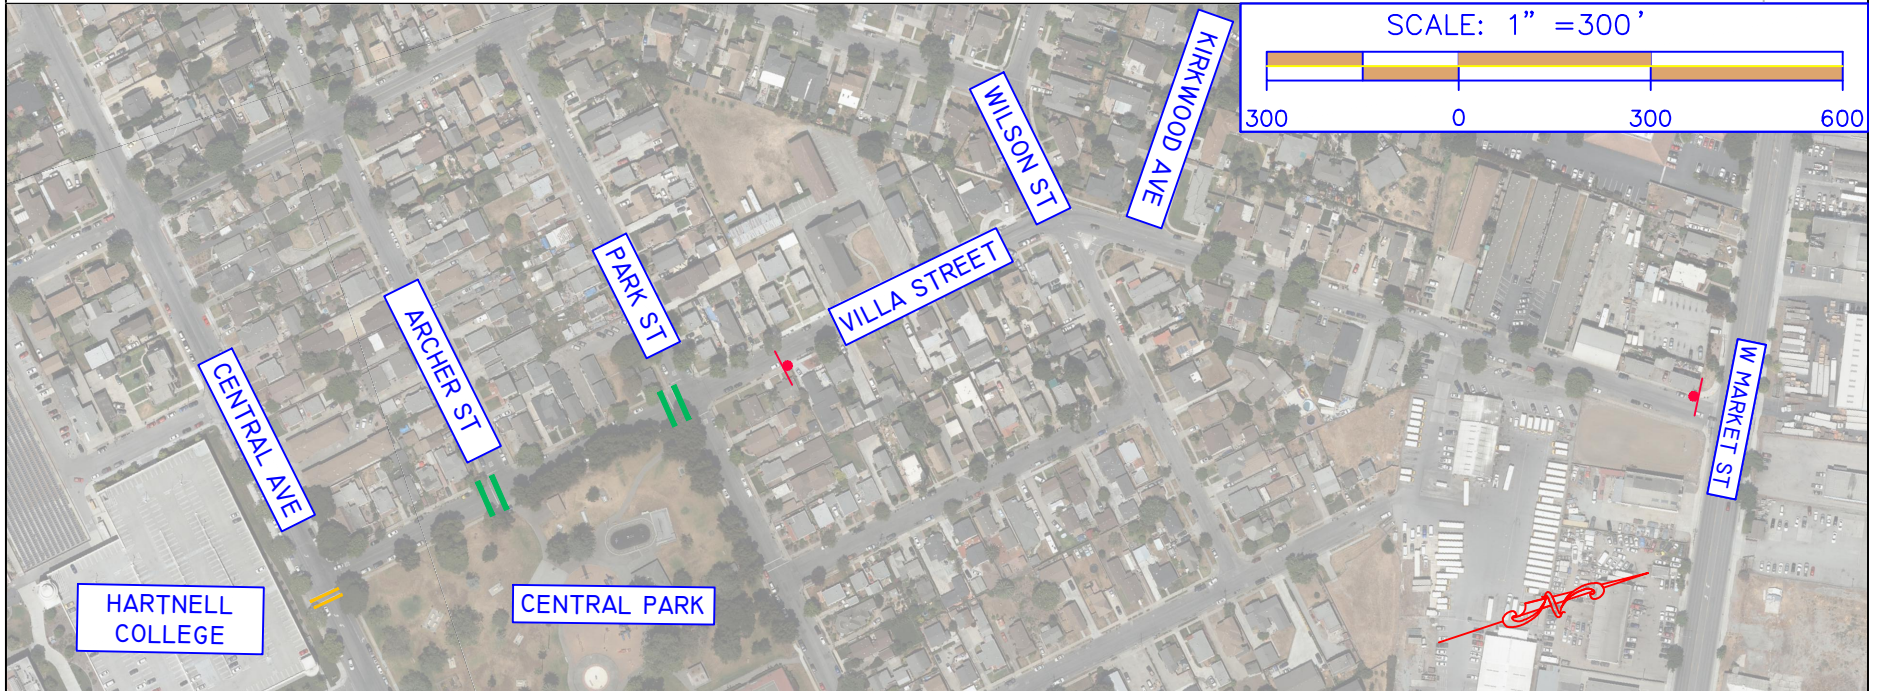 SCALE: 1" =300'
300 0 300 600
KIRKWOOD AVE
WILSON ST
VILLA STREET
PARK ST
ARCHER ST
CENTRAL AVE
W MARKET ST
HARTNELL
COLLEGE
CENTRAL PARK
N